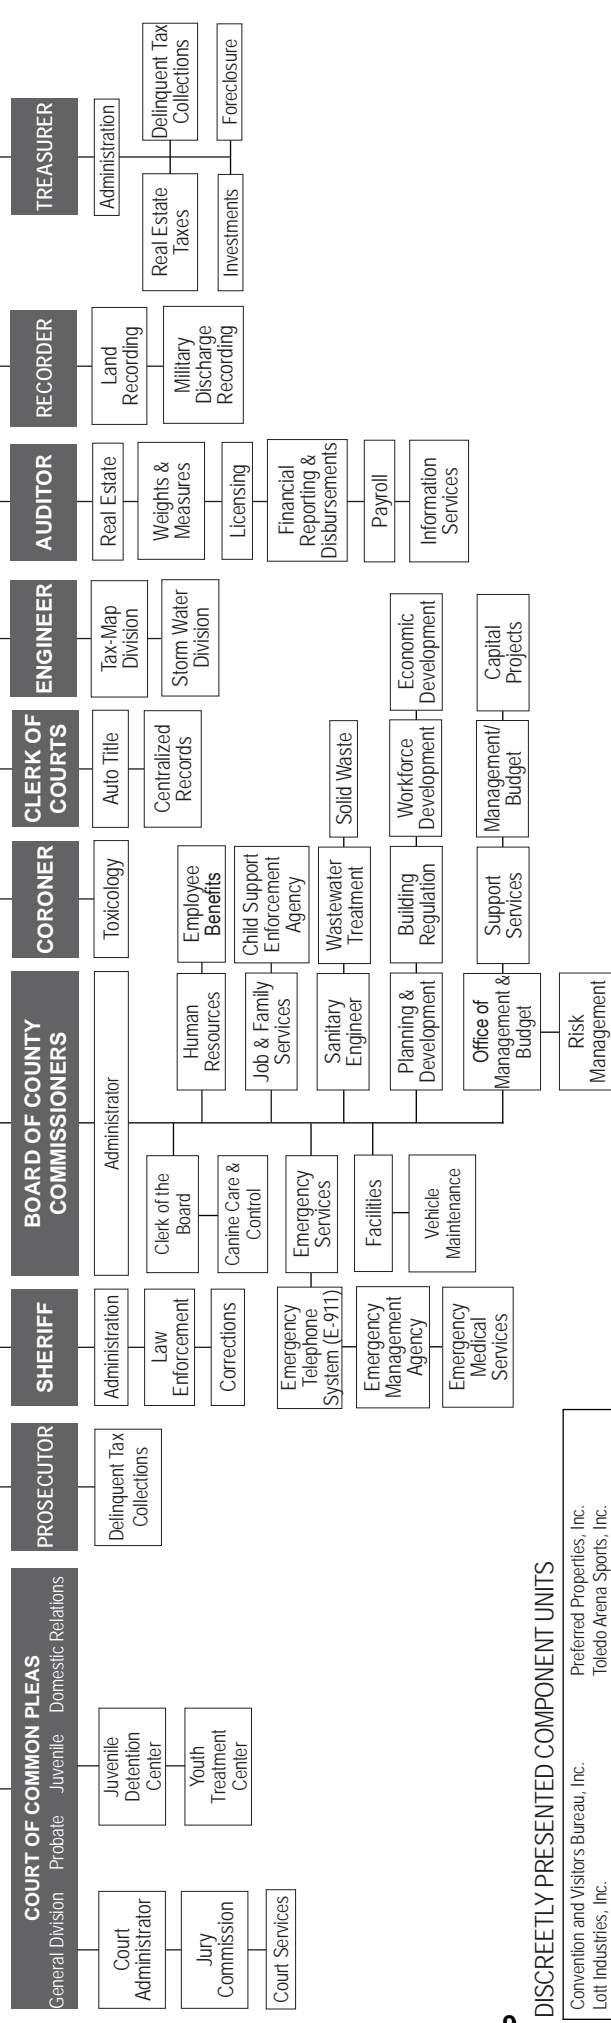 COURT OF COMMON PLEAS
General Division Probate Juvenile Domestic Relations
Court
Administrator
Jury
Commission
Court Services
Juvenile
Detention
Center
Youth
Treatment
Center
PROSECUTOR
Delinquent Tax
Collections
SHERIFF
Administration
Law
Enforcement
Corrections
BOARD OF COUNTY
COMMISSIONERS
Administrator
Clerk of the
Board
Canine Care &
Control
Emergency
Services
Emergency
Telephone
System (E-911)
Emergency
Management
Agency
Emergency
Medical
Services
Facilities
Vehicle
Maintenance
Human
Resources
Employee
Benefits
Job & Family
Services
Child Support
Enforcement
Agency
Sanitary
Engineer
Wastewater
Treatment
Solid Waste
Planning &
Development
Building
Regulation
Workforce
Development
Economic
Development
Office of
Management &
Budget
Support
Services
Management/
Budget
Capital
Projects
Risk
Management
CORONER
Toxicology
CLERK OF
COURTS
Auto Title
Centralized
Records
ENGINEER
Tax-Map
Division
Storm Water
Division
AUDITOR
Real Estate
Weights &
Measures
Licensing
Financial
Reporting &
Disbursements
Payroll
Information
Services
RECORDER
Land
Recording
Military
Discharge
Recording
TREASURER
Administration
Real Estate
Taxes
Delinquent Tax
Collections
Investments
Foreclosure
DISCREETLY PRESENTED COMPONENT UNITS
Convention and Visitors Bureau, Inc. Preferred Properties, Inc.
Lott Industries, Inc. Toledo Arena Sports, Inc.